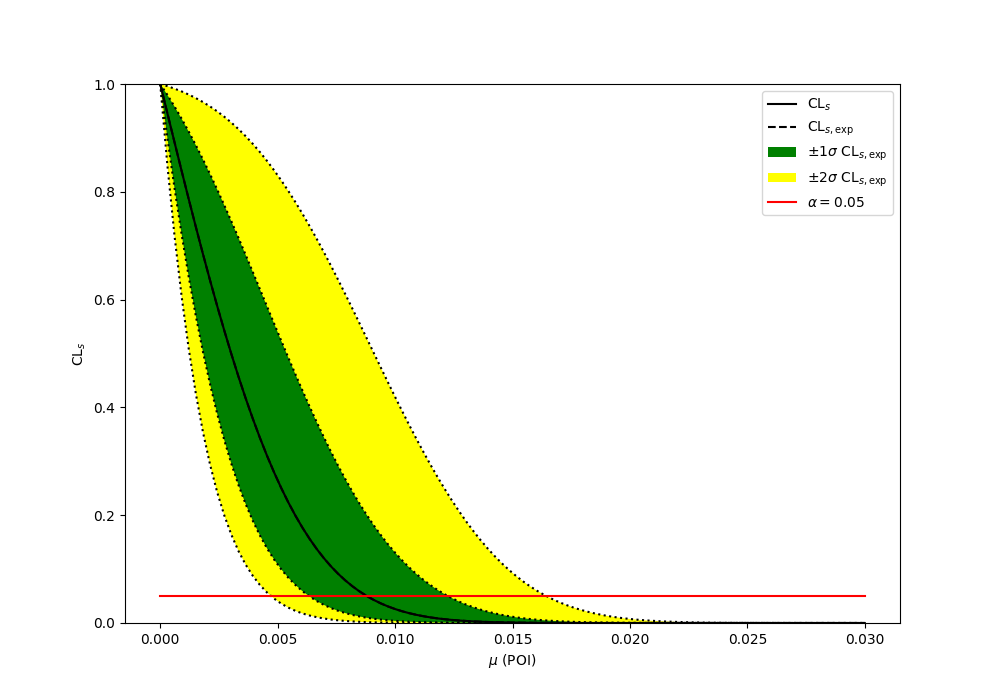 1.0
0.8
0.6
0.4
0.2
0.0
CLₛ
0.000 0.005 0.010 0.015 0.020 0.025 0.030
μ (POI)
CLₛ
CLₛ,exp
±1σ CLₛ,exp
±2σ CLₛ,exp
α = 0.05